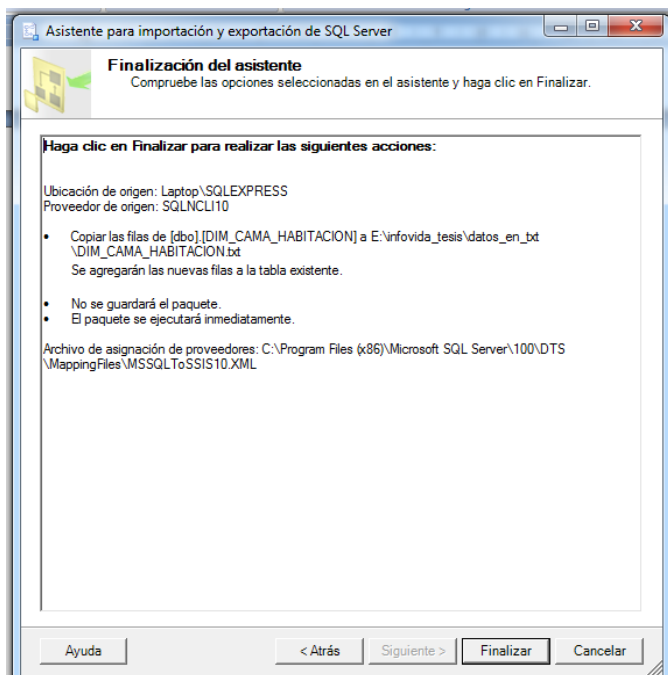 Asistente para importación y exportación de SQL Server
Finalización del asistente
Compruebe las opciones seleccionadas en el asistente y haga clic en Finalizar.
Haga clic en Finalizar para realizar las siguientes acciones:
Ubicación de origen: Laptop\SQLEXPRESS
Proveedor de origen: SQLNCLI10
• Copiar las filas de [dbo].[DIM_CAMA_HABITACION] a E:\infovida_tesis\datos_en_txt
\DIM_CAMA_HABITACION.txt
Se agregarán las nuevas filas a la tabla existente.
• No se guardará el paquete.
• El paquete se ejecutará inmediatamente.
Archivo de asignación de proveedores: C:\Program Files (x86)\Microsoft SQL Server\100\DTS
\MappingFiles\MSSQLToSSIS10.XML
Ayuda < Atrás Siguiente > Finalizar Cancelar